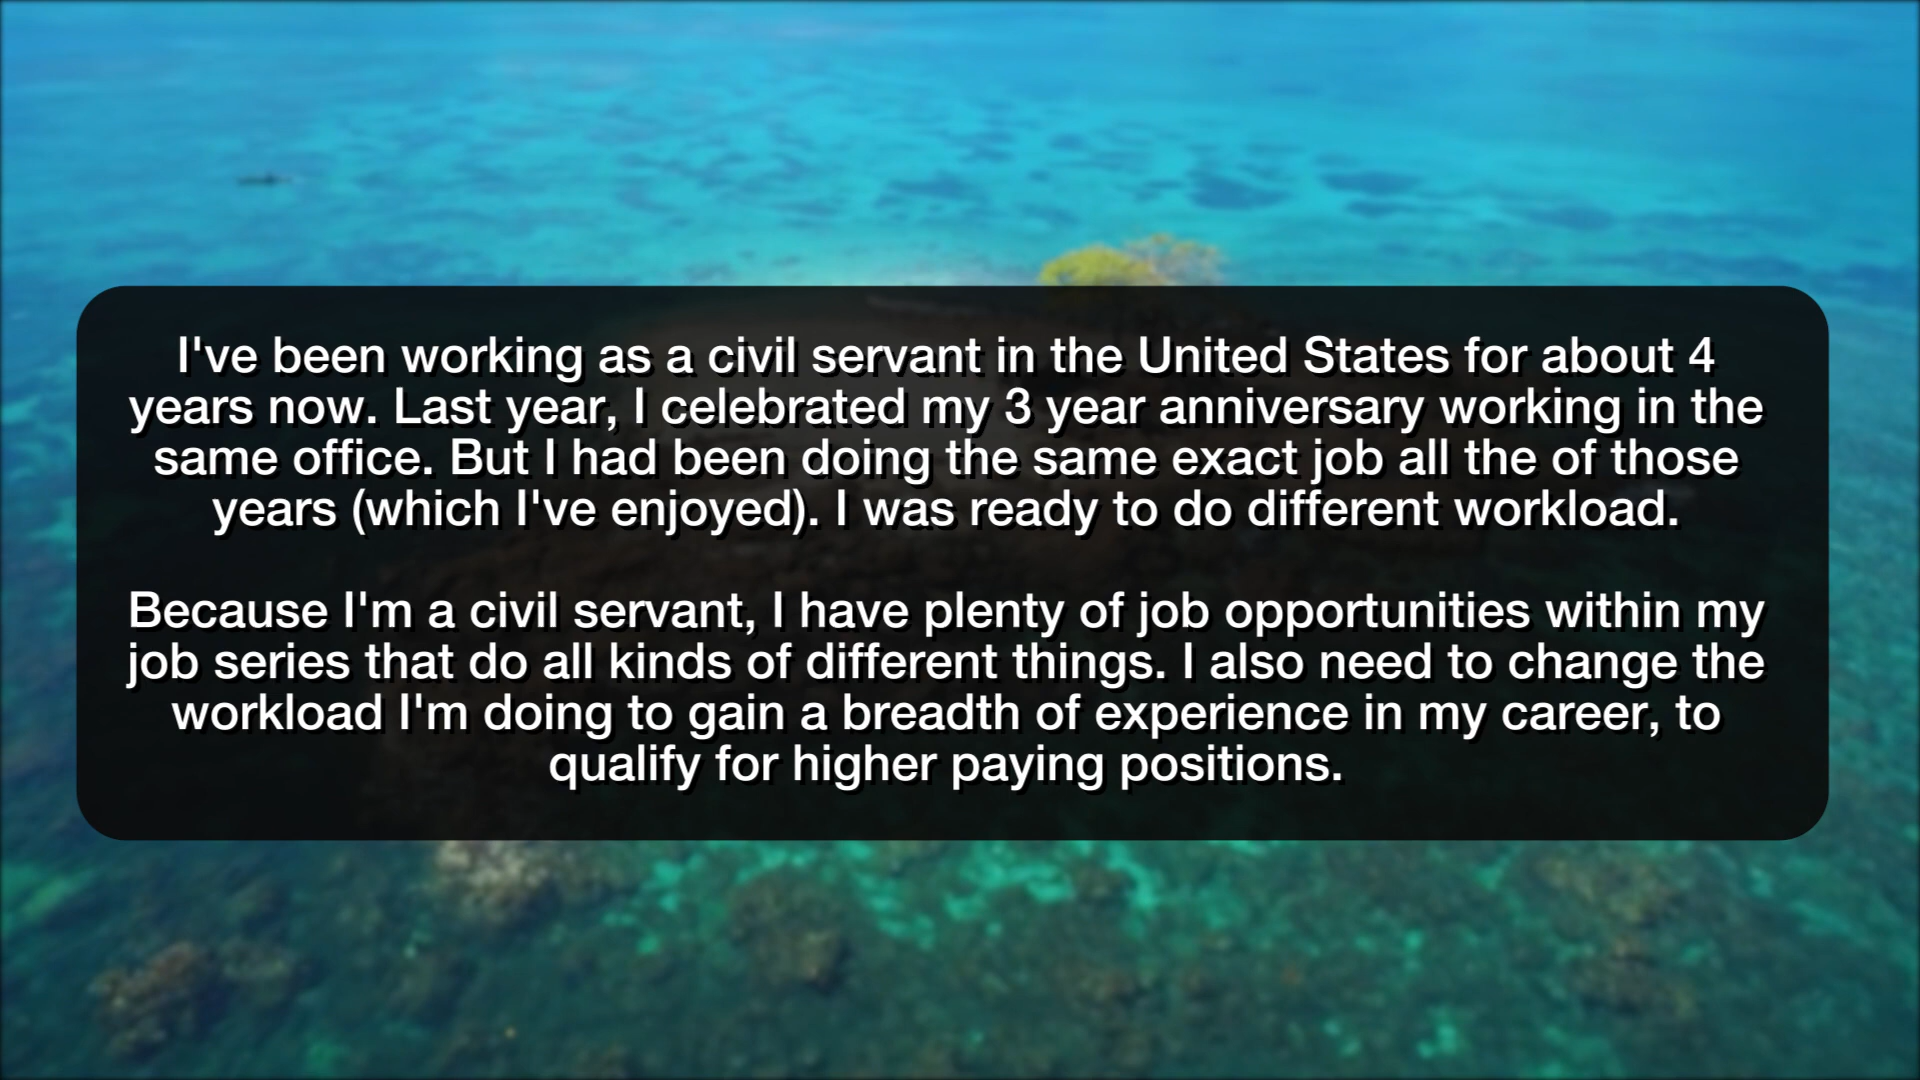 I've been working as a civil servant in the United States for about 4
years now. Last year, I celebrated my 3 year anniversary working in the
same office. But I had been doing the same exact job all the of those
years (which I've enjoyed). I was ready to do different workload.
Because I'm a civil servant, I have plenty of job opportunities within my
job series that do all kinds of different things. I also need to change the
workload I'm doing to gain a breadth of experience in my career, to
qualify for higher paying positions.